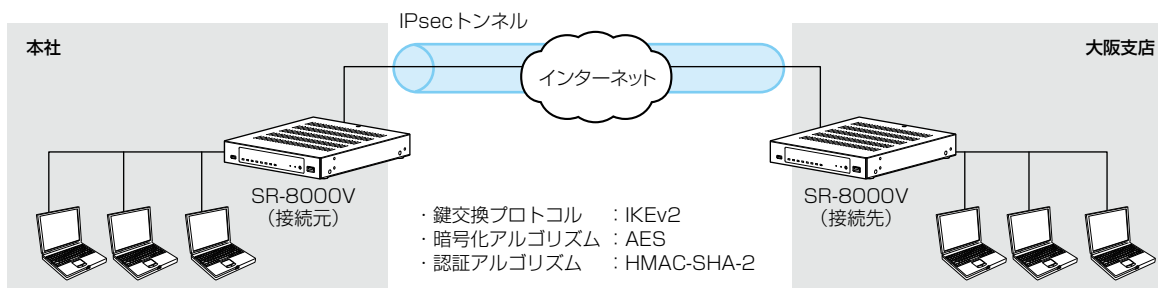 IPsecトンネル
本社
大阪支店
インターネット
SR-8000V
（接続元）
SR-8000V
（接続先）
・鍵交換プロトコル　：IKEv2
・暗号化アルゴリズム：AES
・認証アルゴリズム　：HMAC-SHA-2